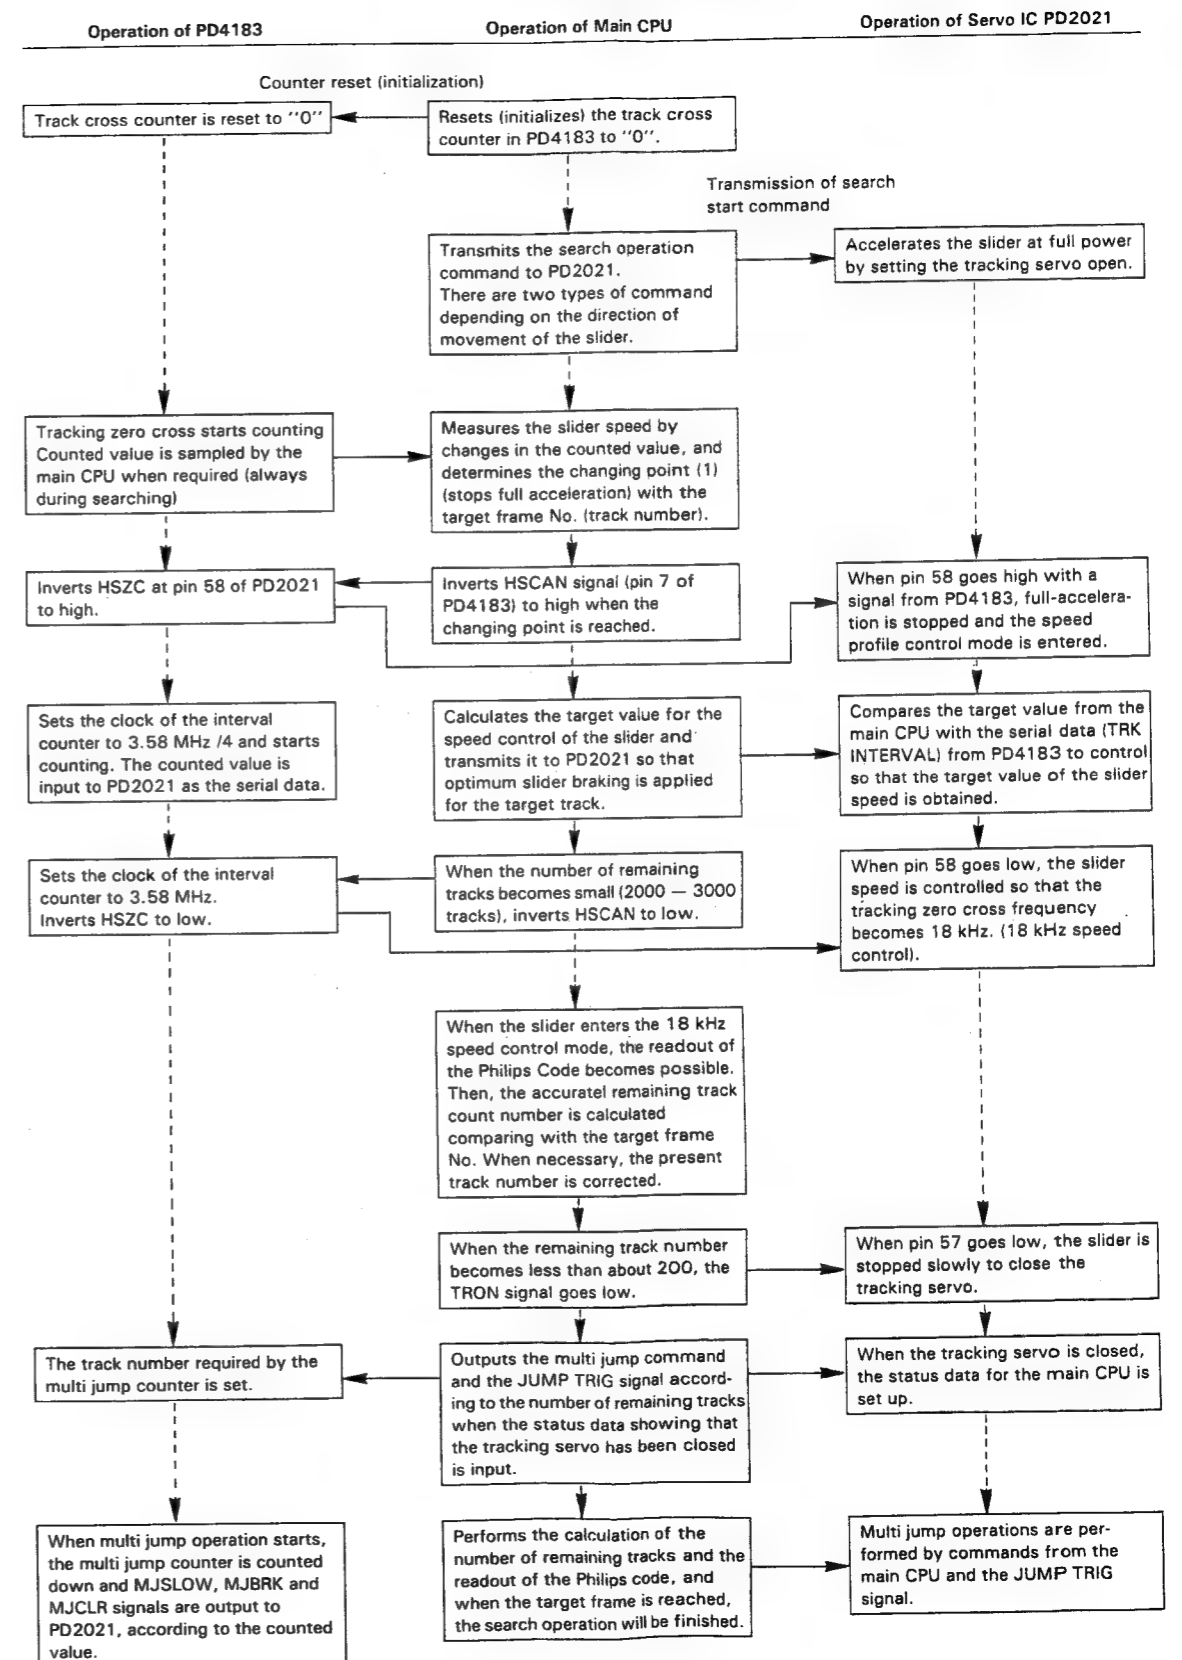 Operation of PD4183
Operation of Main CPU
Operation of Servo IC PD2021
Counter reset (initialization)
Track cross counter is reset to "0"
Resets (initializes) the track cross
counter in PD4183 to "0".
Transmission of search
start command
Transmits the search operation
command to PD2021.
There are two types of command
depending on the direction of
movement of the slider.
Accelerates the slider at full power
by setting the tracking servo open.
Tracking zero cross starts counting
Counted value is sampled by the
main CPU when required (always
during searching)
Measures the slider speed by
changes in the counted value, and
determines the changing point (1)
(stops full acceleration) with the
target frame No. (track number).
Inverts HSZC at pin 58 of PD2021
to high.
Inverts HSCAN signal (pin 7 of
PD4183) to high when the
changing point is reached.
When pin 58 goes high with a
signal from PD4183, full-accelera-
tion is stopped and the speed
profile control mode is entered.
Sets the clock of the interval
counter to 3.58 MHz /4 and starts
counting. The counted value is
input to PD2021 as the serial data.
Calculates the target value for the
speed control of the slider and
transmits it to PD2021 so that
optimum slider braking is applied
for the target track.
Compares the target value from the
main CPU with the serial data (TRK
INTERVAL) from PD4183 to control
so that the target value of the slider
speed is obtained.
Sets the clock of the interval
counter to 3.58 MHz.
Inverts HSZC to low.
When the number of remaining
tracks becomes small (2000 — 3000
tracks), inverts HSCAN to low.
When pin 58 goes low, the slider
speed is controlled so that the
tracking zero cross frequency
becomes 18 kHz. (18 kHz speed
control).
When the slider enters the 18 kHz
speed control mode, the readout of
the Philips Code becomes possible.
Then, the accuratel remaining track
count number is calculated
comparing with the target frame
No. When necessary, the present
track number is corrected.
When the remaining track number
becomes less than about 200, the
TRON signal goes low.
When pin 57 goes low, the slider is
stopped slowly to close the
tracking servo.
The track number required by the
multi jump counter is set.
Outputs the multi jump command
and the JUMP TRIG signal accord-
ing to the number of remaining tracks
when the status data showing that
the tracking servo has been closed
is input.
When the tracking servo is closed,
the status data for the main CPU is
set up.
When multi jump operation starts,
the multi jump counter is counted
down and MJSLOW, MJBRK and
MJCLR signals are output to
PD2021, according to the counted
value.
Performs the calculation of the
number of remaining tracks and the
readout of the Philips code, and
when the target frame is reached,
the search operation will be finished.
Multi jump operations are per-
formed by commands from the
main CPU and the JUMP TRIG
signal.